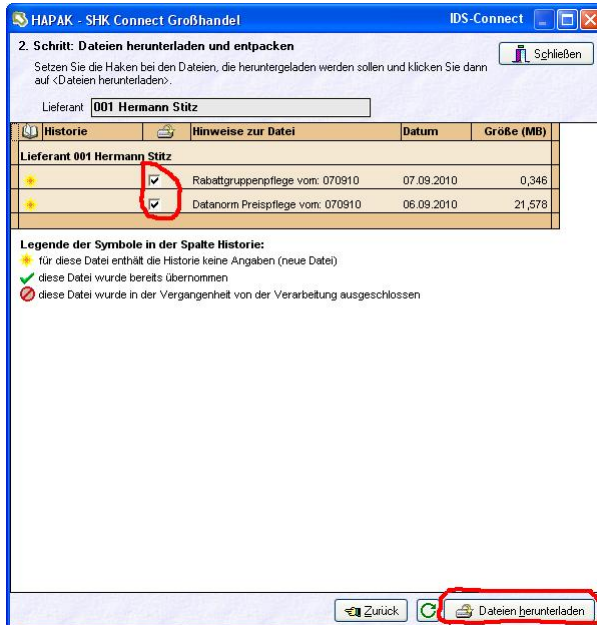 HAPAK - SHK Connect Großhandel IDS-Connect
2. Schritt: Dateien herunterladen und entpacken
Schließen
Setzen Sie die Haken bei den Dateien, die heruntergeladen werden sollen und klicken Sie dann
auf <Dateien herunterladen>.
Lieferant 001 Hermann Stitz
Historie Hinweise zur Datei Datum Größe (MB)
Lieferant 001 Hermann Stitz
Rabattgruppenpflege vom: 070910 07.09.2010 0,346
Datanorm Preispflege vom: 070910 06.09.2010 21,578
Legende der Symbole in der Spalte Historie:
für diese Datei enthält die Historie keine Angaben (neue Datei)
diese Datei wurde bereits übernommen
diese Datei wurde in der Vergangenheit von der Verarbeitung ausgeschlossen
Zurück Dateien herunterladen